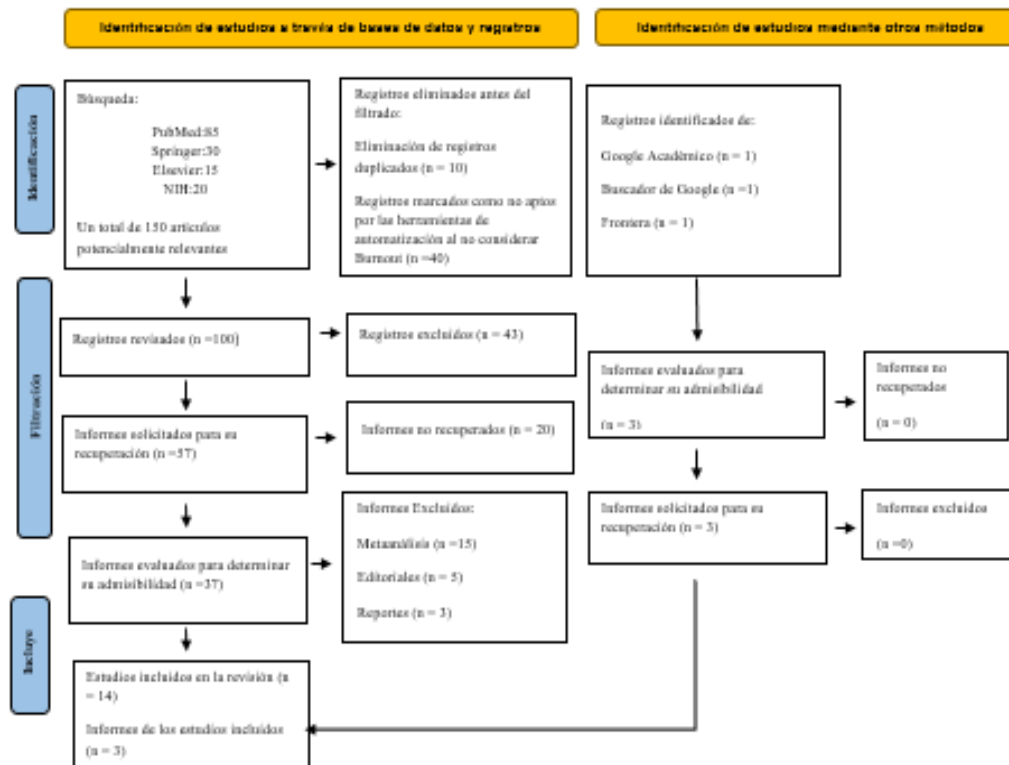 Identificación de estudios a través de bases de datos y registros
Identificación de estudios mediante otros métodos
Identificación
Búsqueda:
PubMed:85
Springer:30
Elsevier:15
NIH:20
Un total de 150 artículos
potencialmente relevantes
Registros eliminados antes del
filtrado:
Eliminación de registros
duplicados (n = 10)
Registros marcados como no aptos
por las herramientas de
automatización al no considerar
Burnout (n =40)
Registros identificados de:
Google Académico (n = 1)
Buscador de Google (n =1)
Frontera (n = 1)
Filtración
Registros revisados (n =100)
Registros excluidos (n = 43)
Informes solicitados para su
recuperación (n =57)
Informes no recuperados (n = 20)
Informes evaluados para
determinar su admisibilidad
(n = 3)
Informes no
recuperados
(n = 0)
Informes evaluados para determinar
su admisibilidad (n =37)
Informes Excluidos:
Metaanálisis (n =15)
Editoriales (n = 5)
Reportes (n = 3)
Informes solicitados para su
recuperación (n = 3)
Informes excluidos
(n =0)
Incluye
Estudios incluidos en la revisión (n
= 14)
Informes de los estudios incluidos
(n = 3)